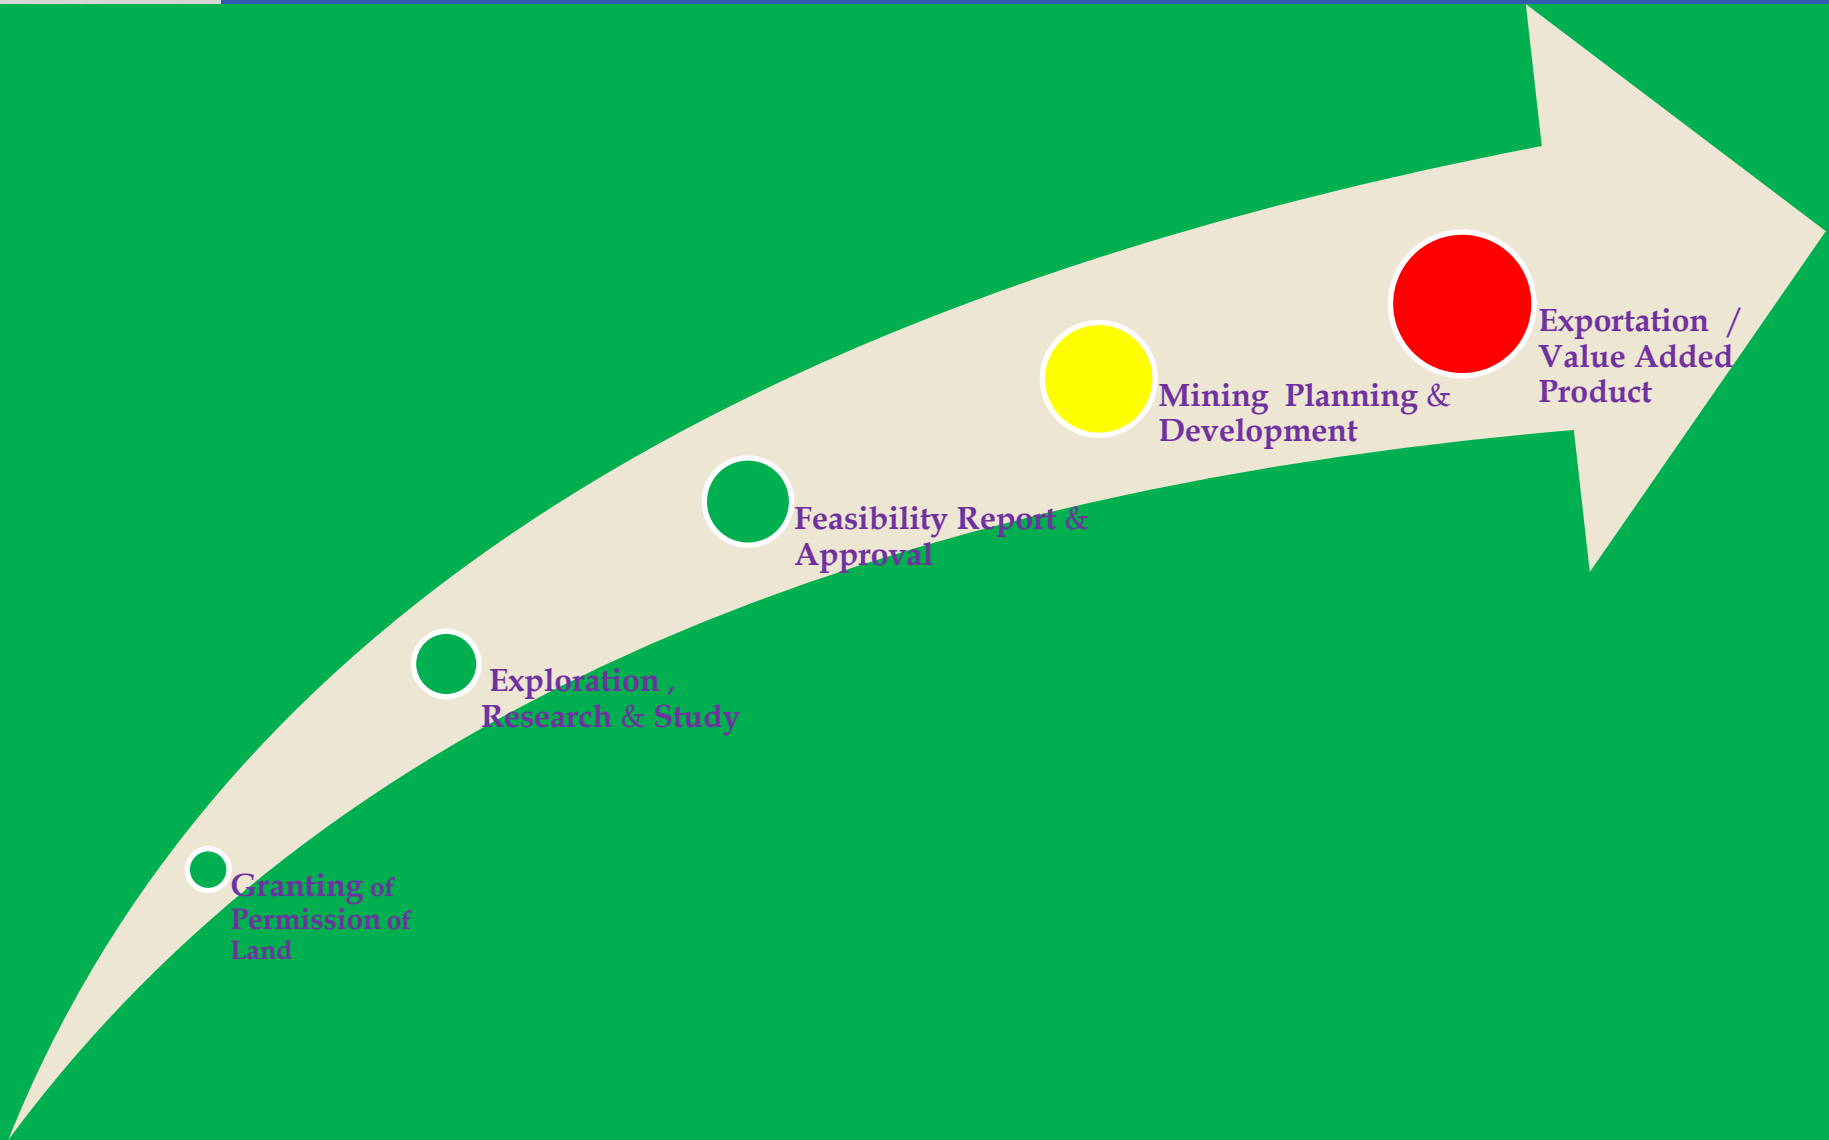 Granting of
Permission of
Land
Exploration ,
Research & Study
Feasibility Report &
Approval
Mining  Planning &
Development
Exportation  /
Value Added
Product